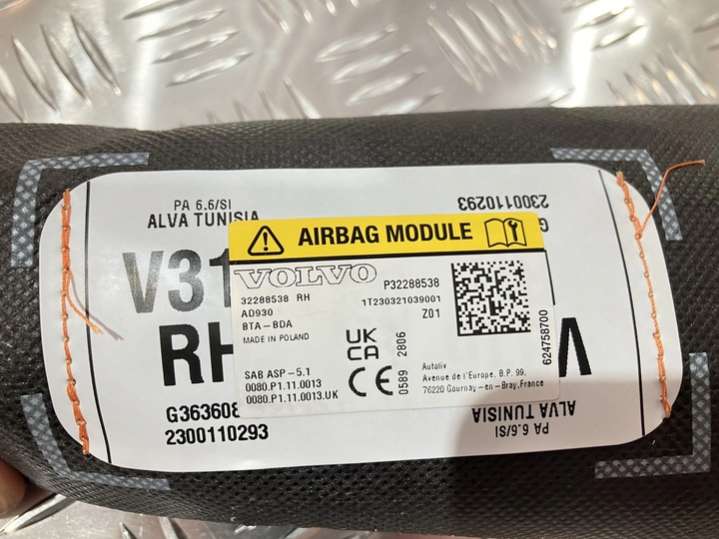 PA 6.6/SI
ALVA TUNISIA
2300110293
AIRBAG MODULE
VOLVO
P32288538
32288538 RH
1T230321039001
AD930
Z01
BTA-BDA
MADE IN POLAND
UK
CA
2806
0589
CE
SAB ASP-5.1
0080.P1.11.0013
0080.P1.11.0013.UK
Autoliv
Avenue de l'Europe, B.P. 99,
76220 Gournay-en-Bray,France
624758700
V31
RH
G363608
2300110293
ALVA TUNISIA
PA 6.6/SI